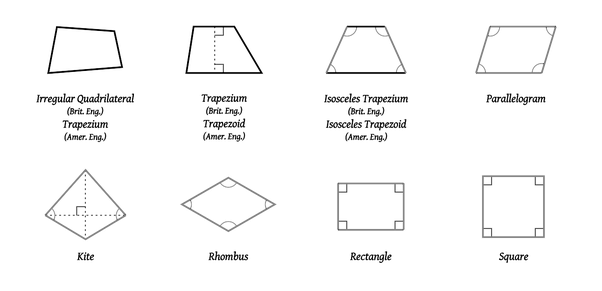 Irregular Quadrilateral
(Brit. Eng.)
Trapezium
(Amer. Eng.)
Trapezium
(Brit. Eng.)
Trapezoid
(Amer. Eng.)
Isosceles Trapezium
(Brit. Eng.)
Isosceles Trapezoid
(Amer. Eng.)
Parallelogram
Kite
Rhombus
Rectangle
Square